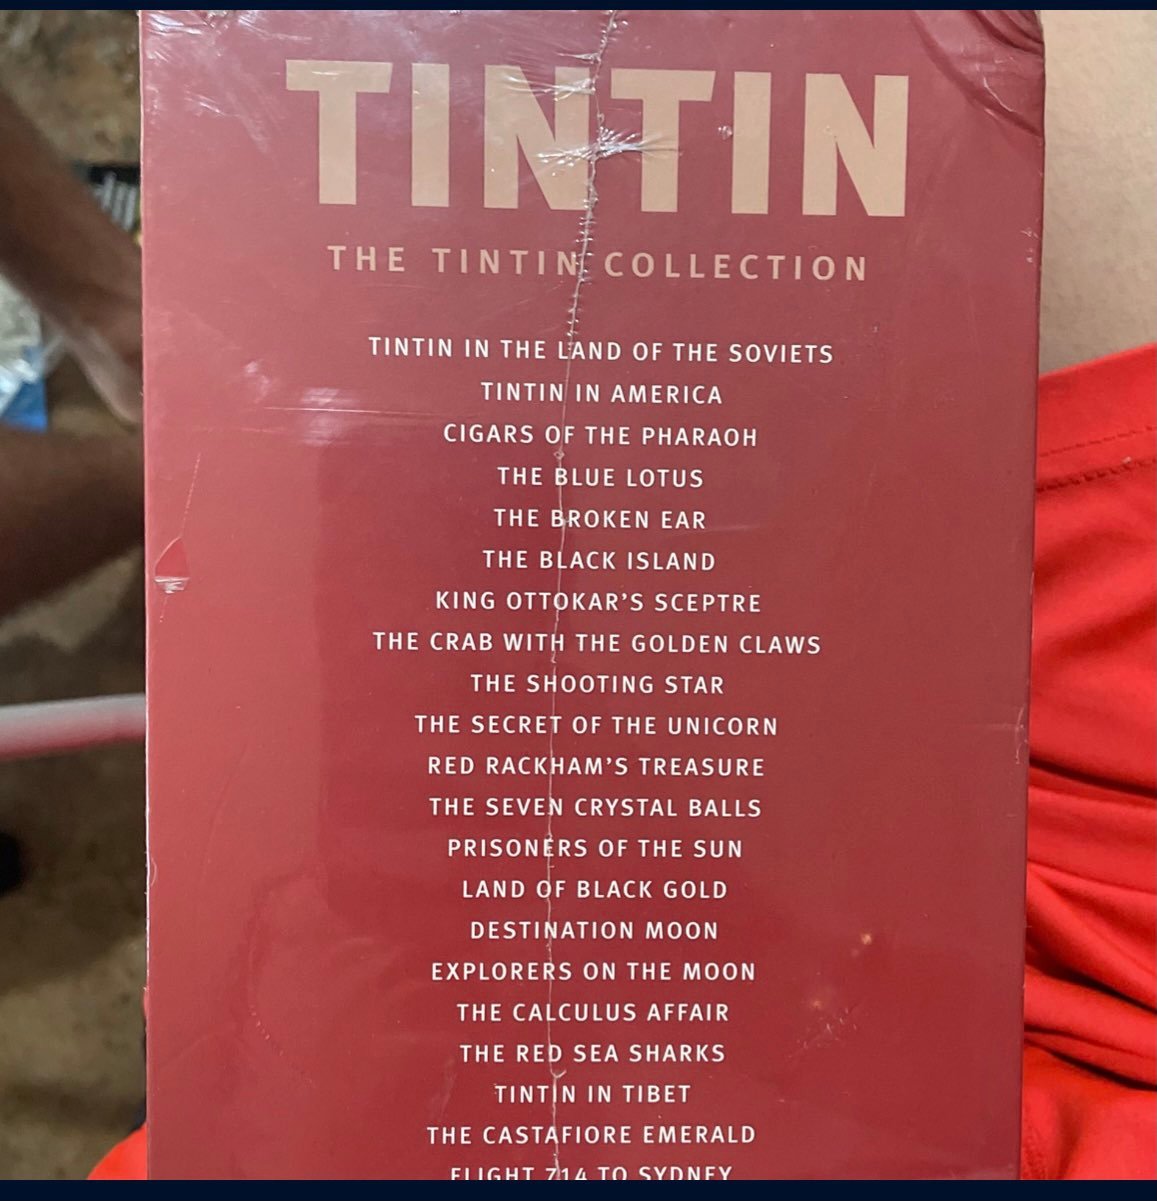 TINTIN
THE TINTIN COLLECTION
TINTIN IN THE LAND OF THE SOVIETS
TINTIN IN AMERICA
CIGARS OF THE PHARAOH
THE BLUE LOTUS
THE BROKEN EAR
THE BLACK ISLAND
KING OTTOKAR’S SCEPTRE
THE CRAB WITH THE GOLDEN CLAWS
THE SHOOTING STAR
THE SECRET OF THE UNICORN
RED RACKHAM’S TREASURE
THE SEVEN CRYSTAL BALLS
PRISONERS OF THE SUN
LAND OF BLACK GOLD
DESTINATION MOON
EXPLORERS ON THE MOON
THE CALCULUS AFFAIR
THE RED SEA SHARKS
TINTIN IN TIBET
THE CASTAFIORE EMERALD
FLIGHT 714 TO SYDNEY